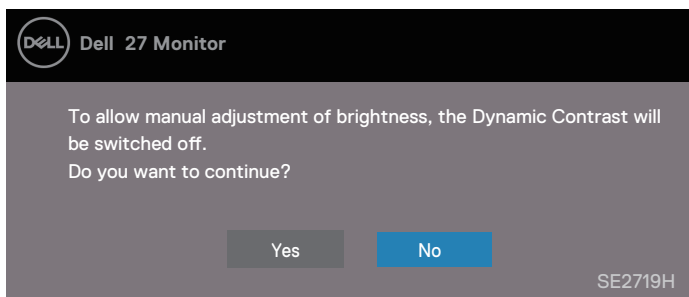 DELL Dell 27 Monitor
To allow manual adjustment of brightness, the Dynamic Contrast will
be switched off.
Do you want to continue?
Yes No
SE2719H